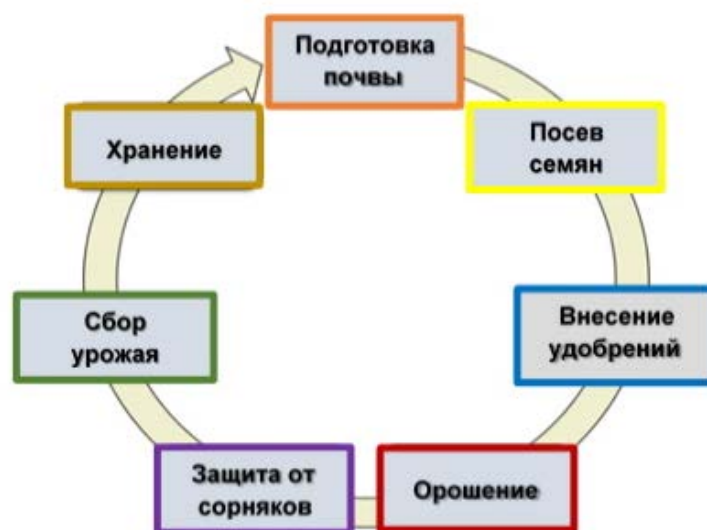 Подготовка
почвы
Посев
семян
Внесение
удобрений
Орошение
Защита от
сорняков
Сбор
урожая
Хранение